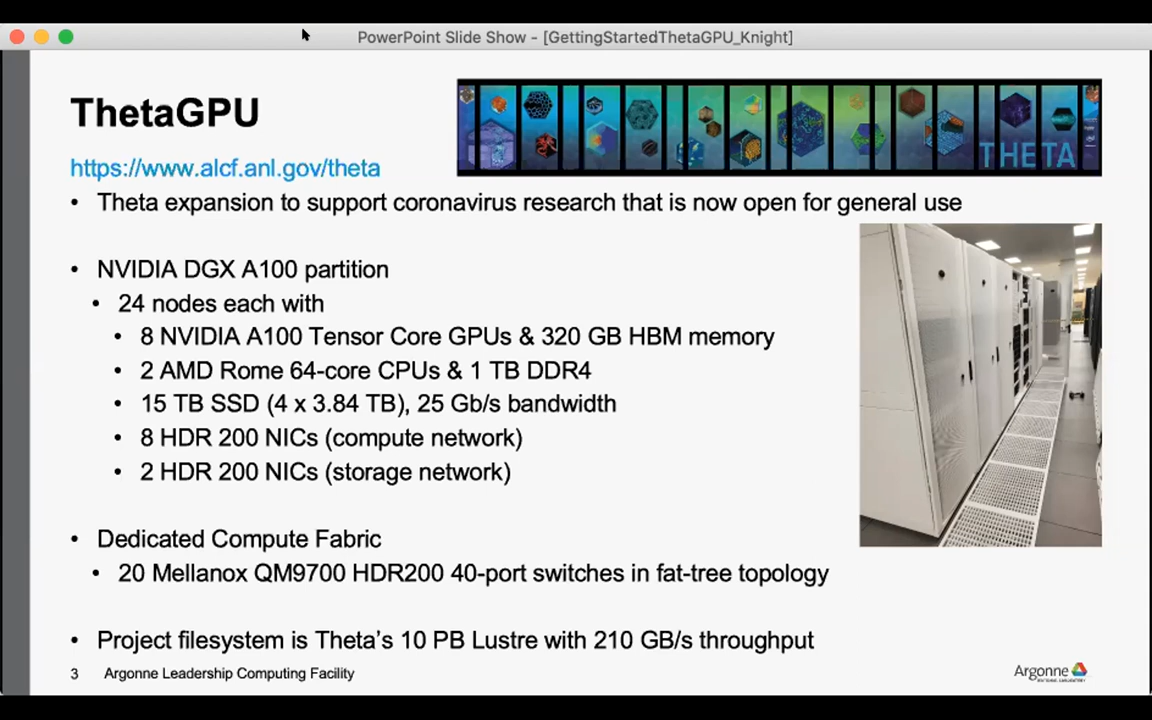 PowerPoint Slide Show - [GettingStartedThetaGPU_Knight]
ThetaGPU
THETA
https://www.alcf.anl.gov/theta
• Theta expansion to support coronavirus research that is now open for general use
• NVIDIA DGX A100 partition
• 24 nodes each with
• 8 NVIDIA A100 Tensor Core GPUs & 320 GB HBM memory
• 2 AMD Rome 64-core CPUs & 1 TB DDR4
• 15 TB SSD (4 x 3.84 TB), 25 Gb/s bandwidth
• 8 HDR 200 NICs (compute network)
• 2 HDR 200 NICs (storage network)
• Dedicated Compute Fabric
• 20 Mellanox QM9700 HDR200 40-port switches in fat-tree topology
• Project filesystem is Theta's 10 PB Lustre with 210 GB/s throughput
3 Argonne Leadership Computing Facility
Argonne